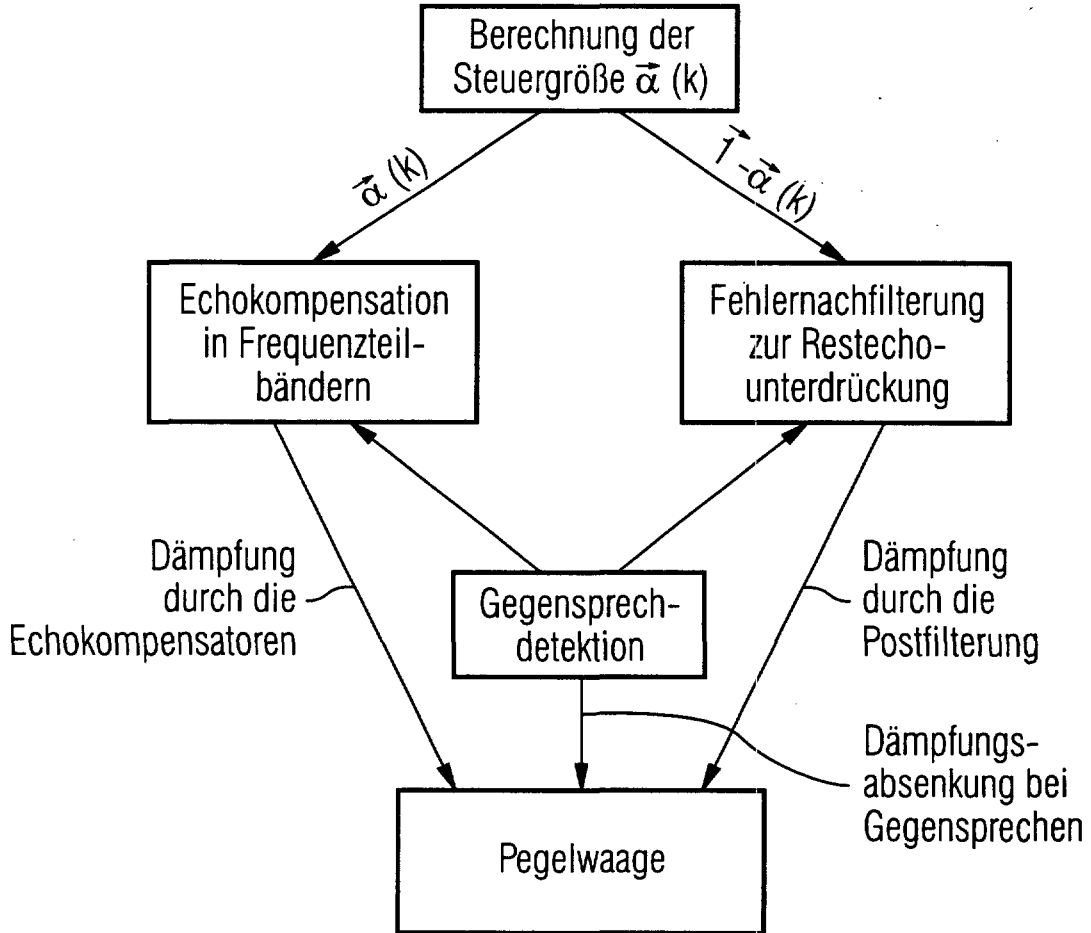 Berechnung der
Steuergröße α⃗ (k)
α⃗ (k)
1⃗ -α⃗ (k)
Echokompensation
in Frequenzteil-
bändern
Fehlernachfilterung
zur Restecho-
unterdrückung
Dämpfung
durch die
Echokompensatoren
Gegensprech-
detektion
Dämpfung
durch die
Postfilterung
Dämpfungs-
absenkung bei
Gegensprechen
Pegelwaage